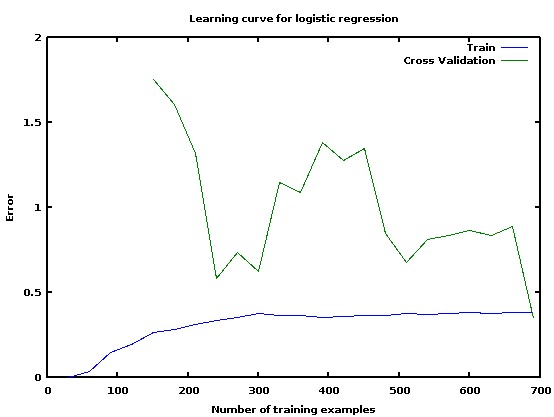 Learning curve for logistic regression
2
Train
Cross Validation
1.5
1
0.5
0
Error
0 100 200 300 400 500 600 700
Number of training examples